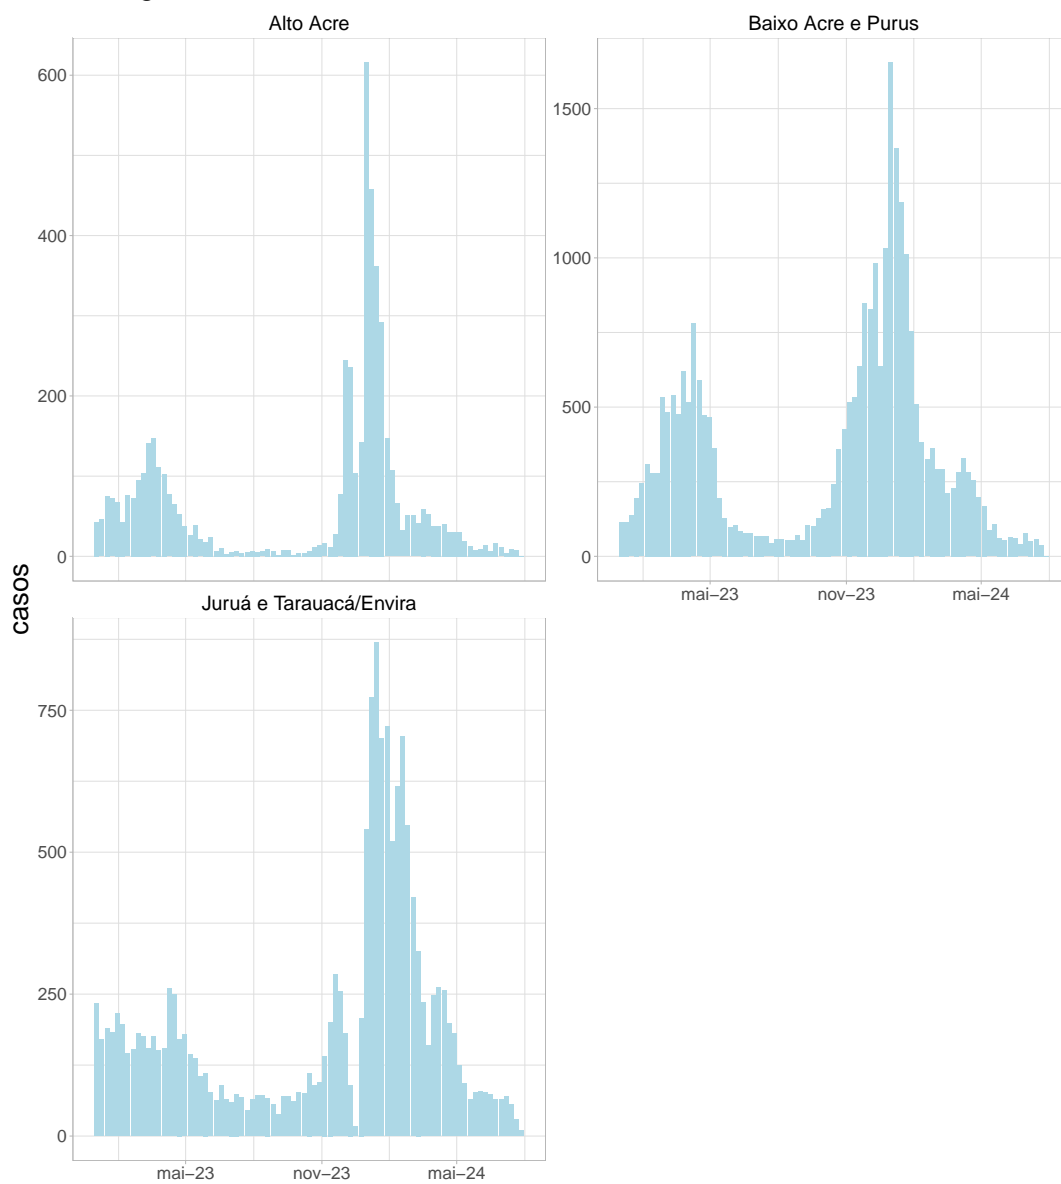 Alto Acre
Baixo Acre e Purus
600
400
200
0
1500
1000
500
0
mai–23
nov–23
mai–24
casos
Juruá e Tarauacá/Envira
750
500
250
0
mai–23
nov–23
mai–24